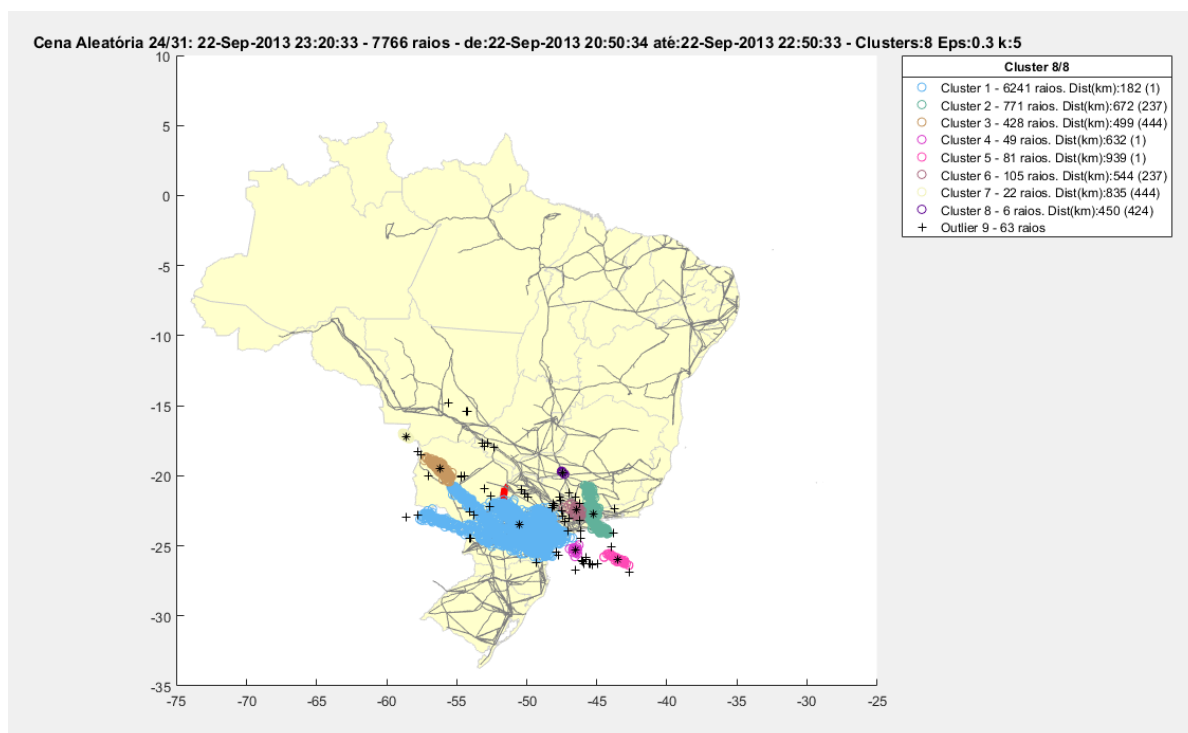 Cena Aleatória 24/31: 22-Sep-2013 23:20:33 - 7766 raios - de:22-Sep-2013 20:50:34 até:22-Sep-2013 22:50:33 - Clusters:8 Eps:0.3 k:5
Cluster 8/8
Cluster 1 - 6241 raios. Dist(km):182 (1)
Cluster 2 - 771 raios. Dist(km):672 (237)
Cluster 3 - 428 raios. Dist(km):499 (444)
Cluster 4 - 49 raios. Dist(km):632 (1)
Cluster 5 - 81 raios. Dist(km):939 (1)
Cluster 6 - 105 raios. Dist(km):544 (237)
Cluster 7 - 22 raios. Dist(km):835 (444)
Cluster 8 - 6 raios. Dist(km):450 (424)
Outlier 9 - 63 raios
10
5
0
-5
-10
-15
-20
-25
-30
-35
-75 -70 -65 -60 -55 -50 -45 -40 -35 -30 -25